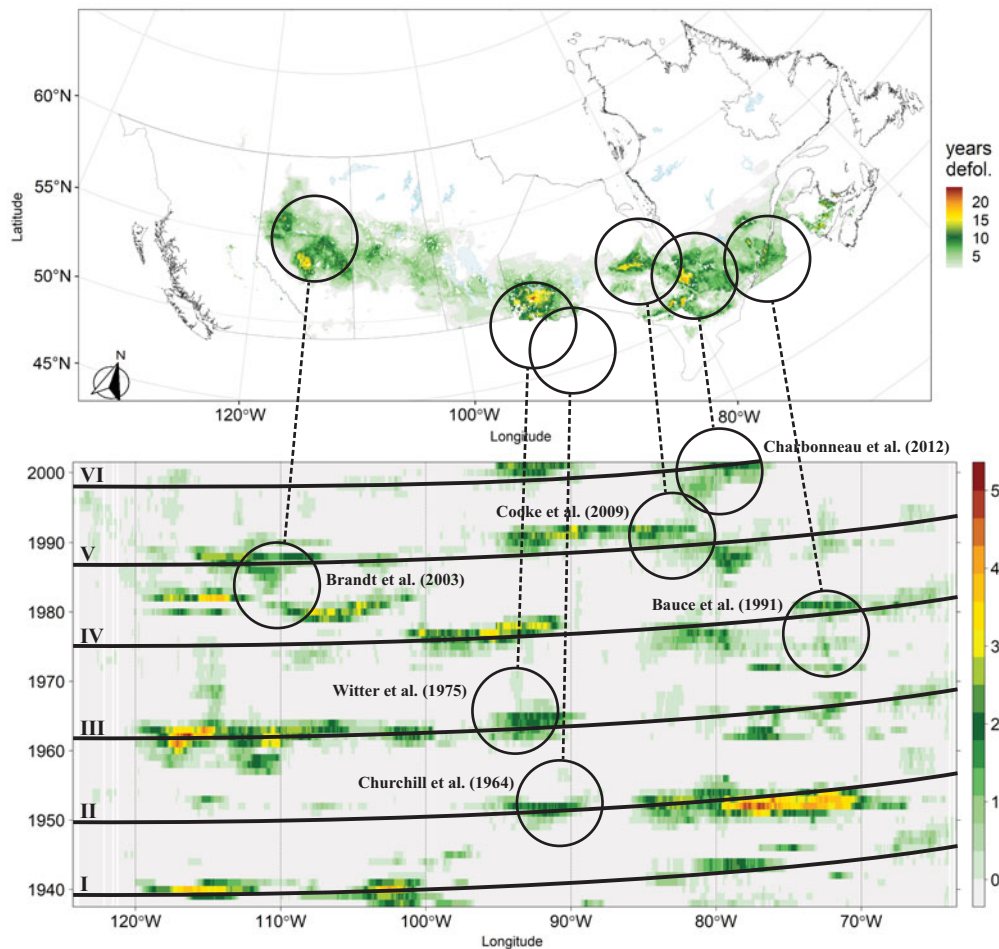 60°N
55°N
50°N
45°N
Latitude
N
120°W
100°W
80°W
Longitude
years
defol.
20
15
10
5
2000
1990
1980
1970
1960
1950
1940
VI
V
IV
III
II
I
Charbonneau et al. (2012)
Cooke et al. (2009)
Brandt et al. (2003)
Bauce et al. (1991)
Witter et al. (1975)
Churchill et al. (1964)
5
4
3
2
1
0
120°W
110°W
100°W
90°W
80°W
70°W
Longitude